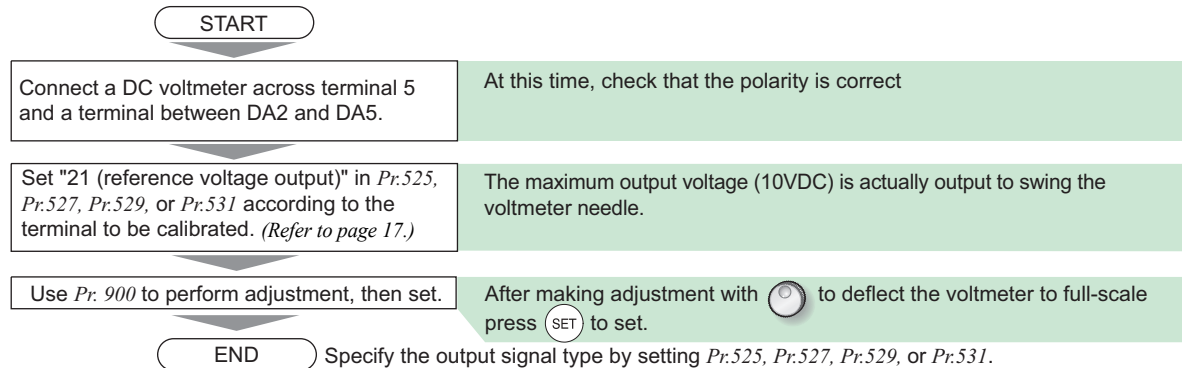 START
Connect a DC voltmeter across terminal 5
and a terminal between DA2 and DA5.
At this time, check that the polarity is correct
Set "21 (reference voltage output)" in Pr.525,
Pr.527, Pr.529, or Pr.531 according to the
terminal to be calibrated. (Refer to page 17.)
The maximum output voltage (10VDC) is actually output to swing the
voltmeter needle.
Use Pr. 900 to perform adjustment, then set.
After making adjustment with to deflect the voltmeter to full-scale
press SET to set.
END Specify the output signal type by setting Pr.525, Pr.527, Pr.529, or Pr.531.